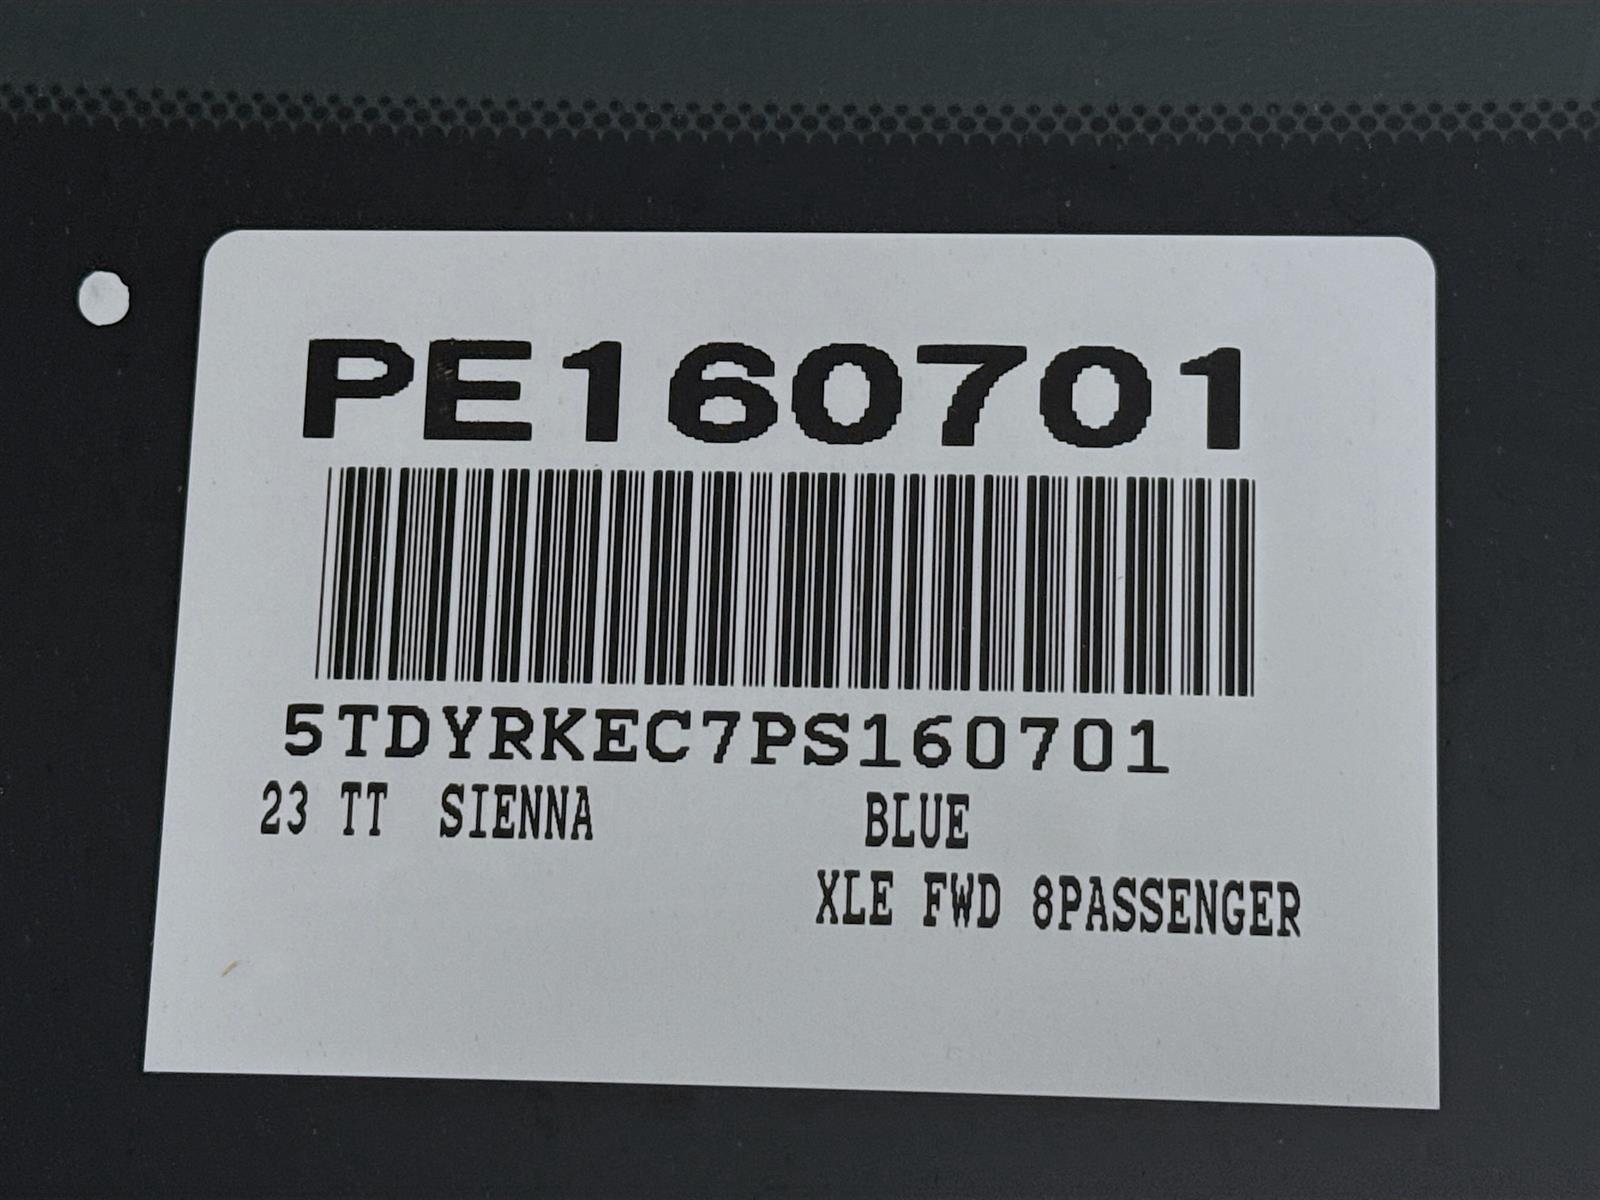 PE160701
5TDYRKEC7PS160701
23 TT SIENNA BLUE
XLE FWD 8PASSENGER